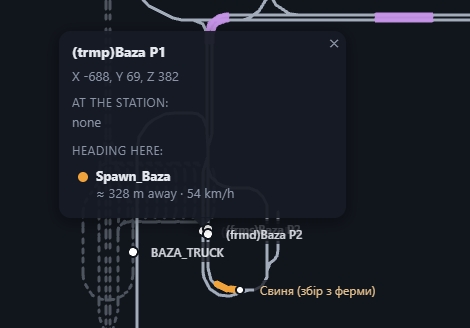 (trmp)Baza P1
X -688, Y 69, Z 382
AT THE STATION:
none
HEADING HERE:
Spawn_Baza
≈ 328 m away · 54 km/h
(frmd)Baza P2
BAZA_TRUCK
Свиня (збір з ферми)